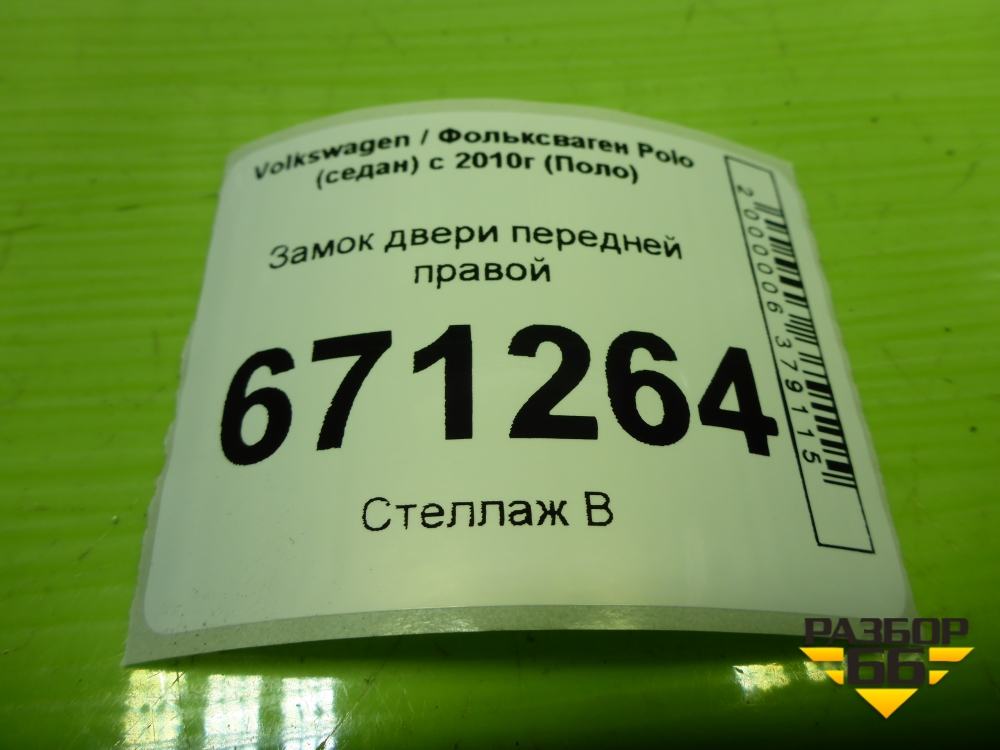 Volkswagen / Фольксваген Polo
(седан) с 2010г (Поло)
Замок двери передней
правой
671264
Стеллаж В
2000006379115
РАЗБОР
66